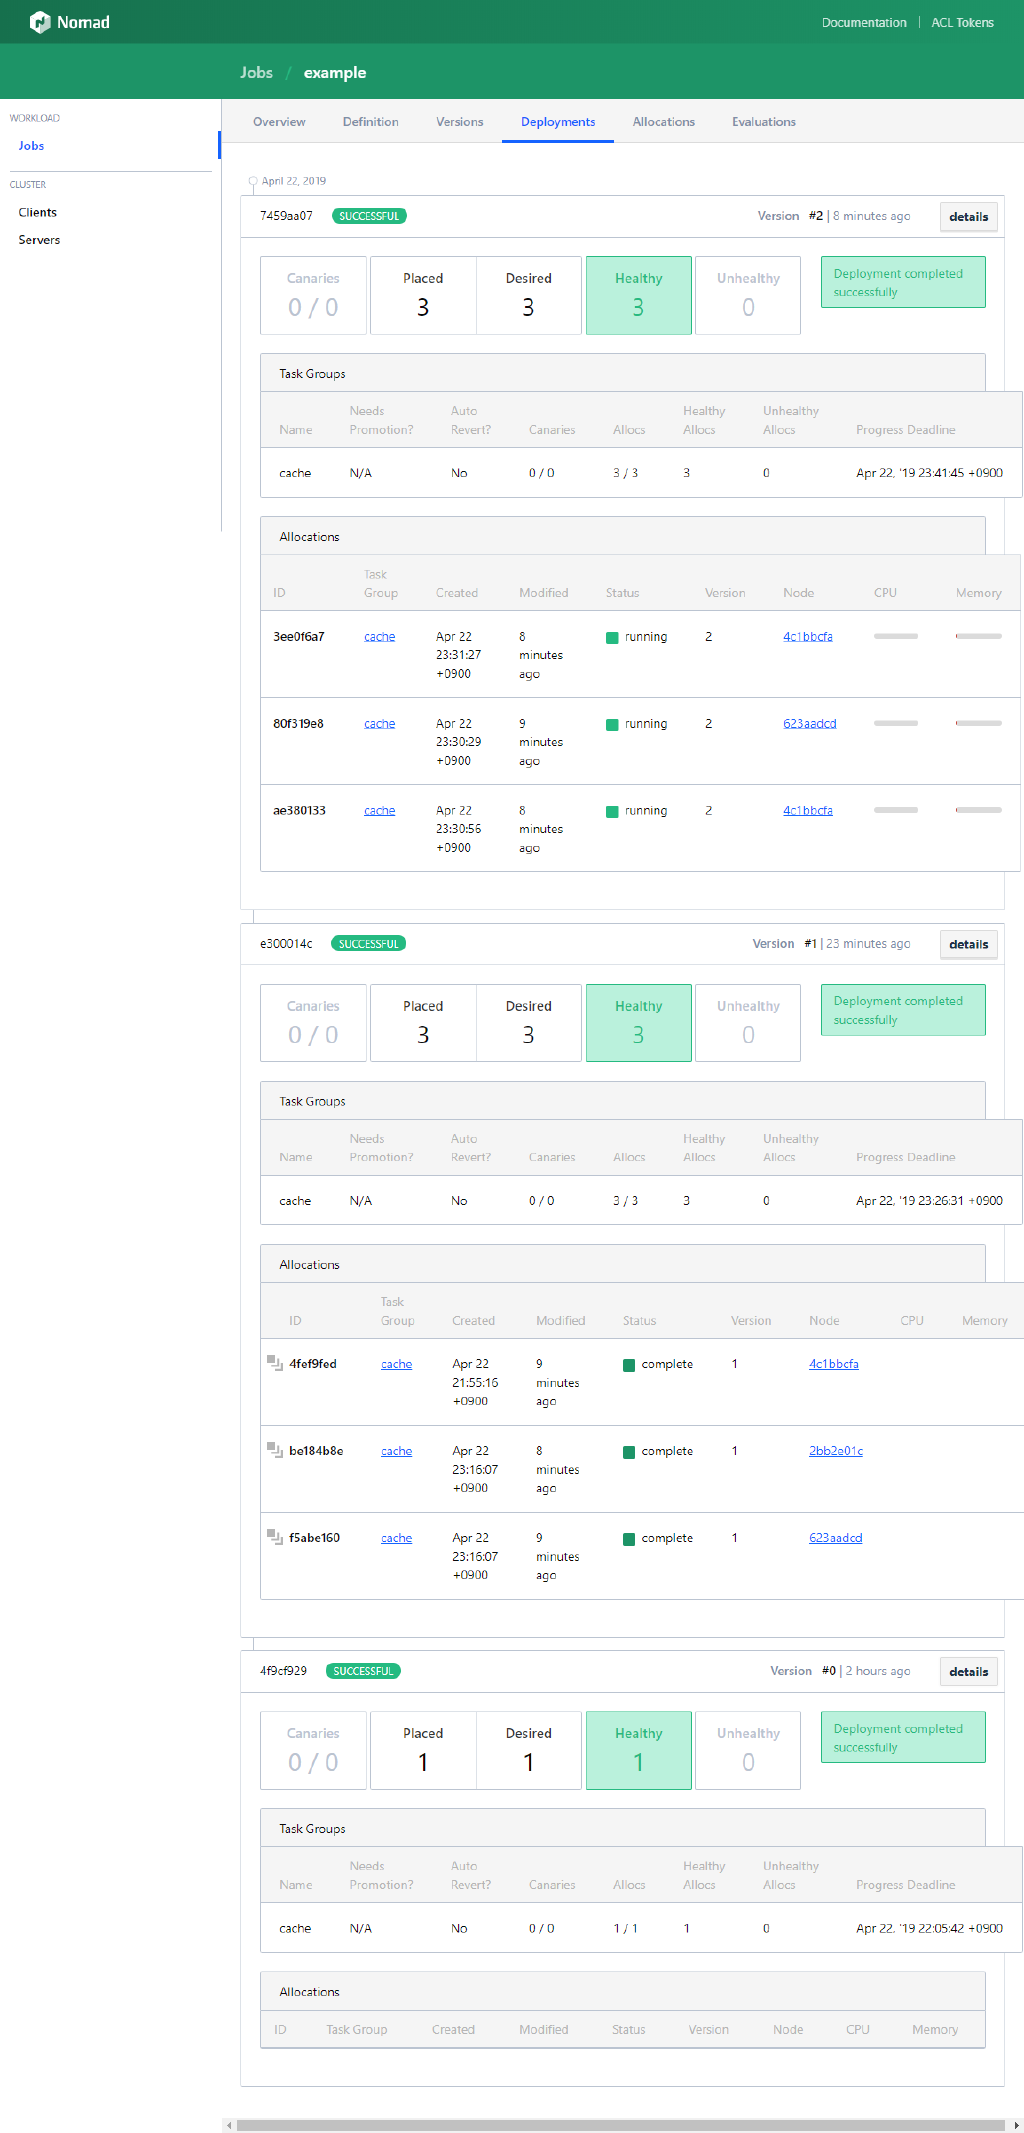 Nomad
Documentation | ACL Tokens
Jobs / example
WORKLOAD
Jobs
CLUSTER
Clients
Servers
Overview Definition Versions Deployments Allocations Evaluations
April 22, 2019
7459aa07 SUCCESSFUL Version #2 | 8 minutes ago details
Canaries Placed Desired Healthy Unhealthy
0 / 0 3 3 3 0
Deployment completed
successfully
Task Groups
Name Needs Promotion? Auto Revert? Canaries Allocs Healthy Allocs Unhealthy Allocs Progress Deadline
cache N/A No 0 / 0 3 / 3 3 0 Apr 22, '19 23:41:45 +0900
Allocations
ID Task Group Created Modified Status Version Node CPU Memory
3ee0f6a7 cache Apr 22 23:31:27 +0900 8 minutes ago running 2 4c1bbcfa
80f319e8 cache Apr 22 23:30:29 +0900 9 minutes ago running 2 623aadcd
ae380133 cache Apr 22 23:30:56 +0900 8 minutes ago running 2 4c1bbcfa
e300014c SUCCESSFUL Version #1 | 23 minutes ago details
Canaries Placed Desired Healthy Unhealthy
0 / 0 3 3 3 0
Deployment completed
successfully
Task Groups
Name Needs Promotion? Auto Revert? Canaries Allocs Healthy Allocs Unhealthy Allocs Progress Deadline
cache N/A No 0 / 0 3 / 3 3 0 Apr 22, '19 23:26:31 +0900
Allocations
ID Task Group Created Modified Status Version Node CPU Memory
4fef9fed cache Apr 22 21:55:16 +0900 9 minutes ago complete 1 4c1bbcfa
be184b8e cache Apr 22 23:16:07 +0900 8 minutes ago complete 1 2bb2e01c
f5abe160 cache Apr 22 23:16:07 +0900 9 minutes ago complete 1 623aadcd
4f9cf929 SUCCESSFUL Version #0 | 2 hours ago details
Canaries Placed Desired Healthy Unhealthy
0 / 0 1 1 1 0
Deployment completed
successfully
Task Groups
Name Needs Promotion? Auto Revert? Canaries Allocs Healthy Allocs Unhealthy Allocs Progress Deadline
cache N/A No 0 / 0 1 / 1 1 0 Apr 22, '19 22:05:42 +0900
Allocations
ID Task Group Created Modified Status Version Node CPU Memory